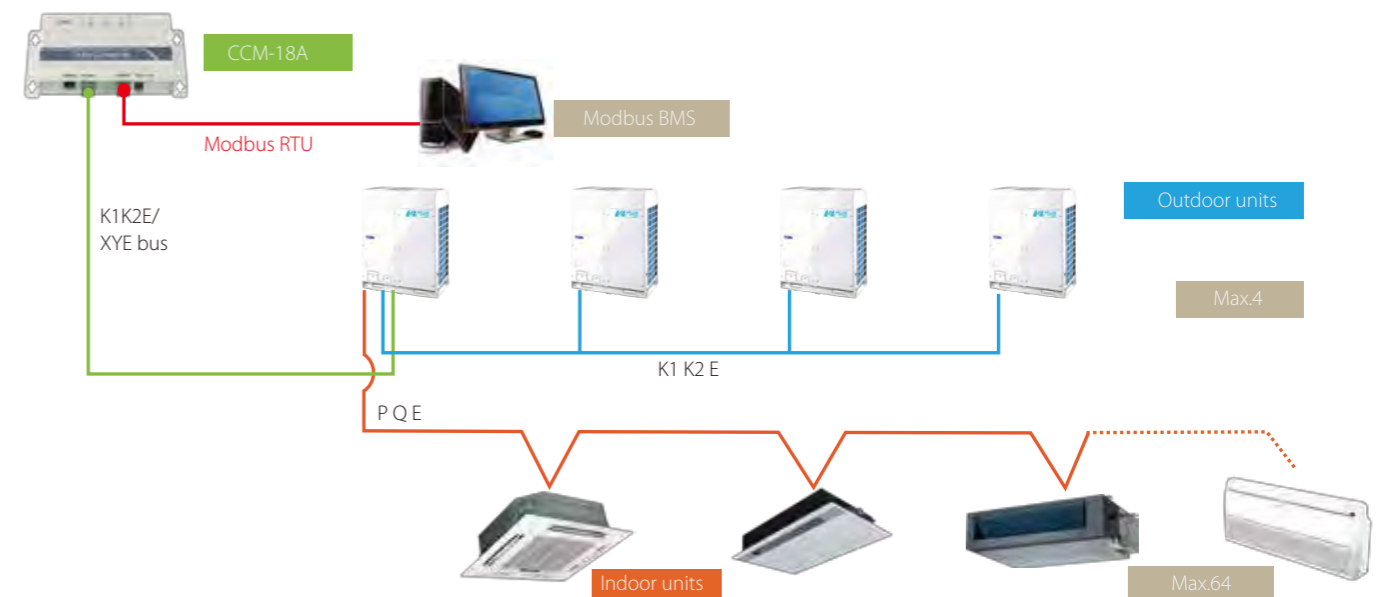 CCM-18A
Modbus BMS
Modbus RTU
Outdoor units
K1K2E/
XYE bus
Max.4
K1 K2 E
P Q E
Indoor units
Max.64